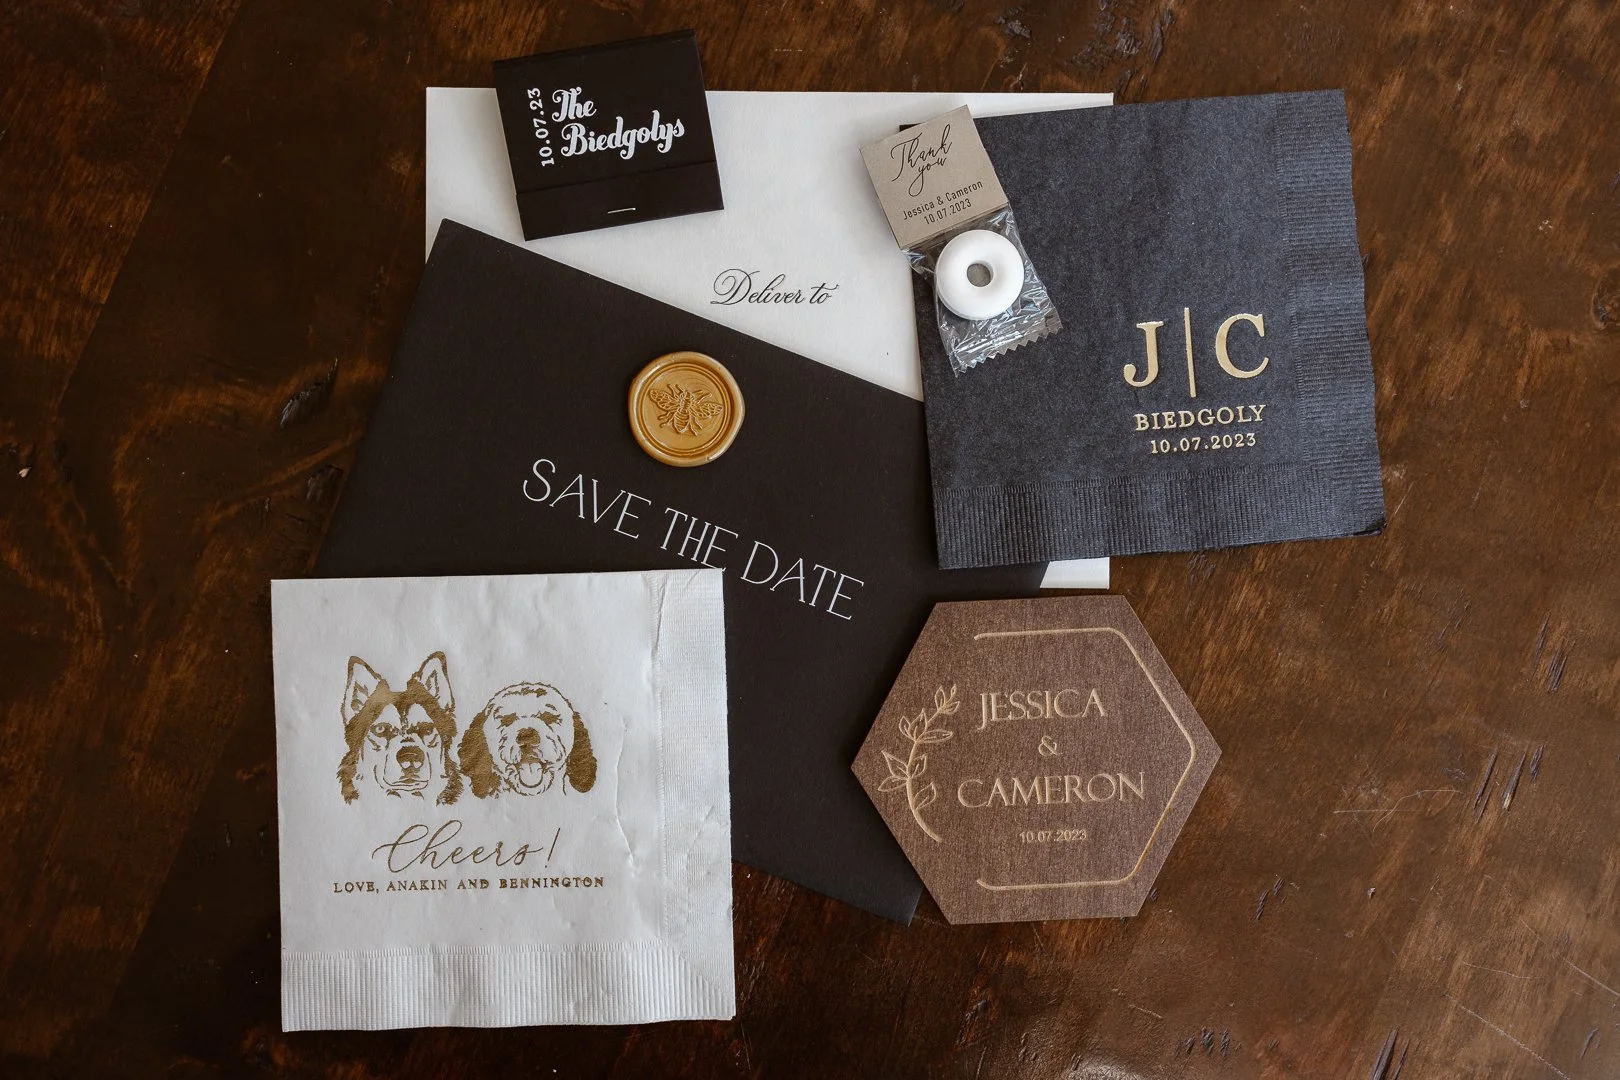 10.07.23
The
Biedgolys
Thank
you
Jessica & Cameron
10.07.2023
Deliver to
J|C
BIEDGOLY
10.07.2023
SAVE THE DATE
Cheers!
LOVE, ANAKIN AND BENNINGTON
JESSICA
&
CAMERON
10.07.2023